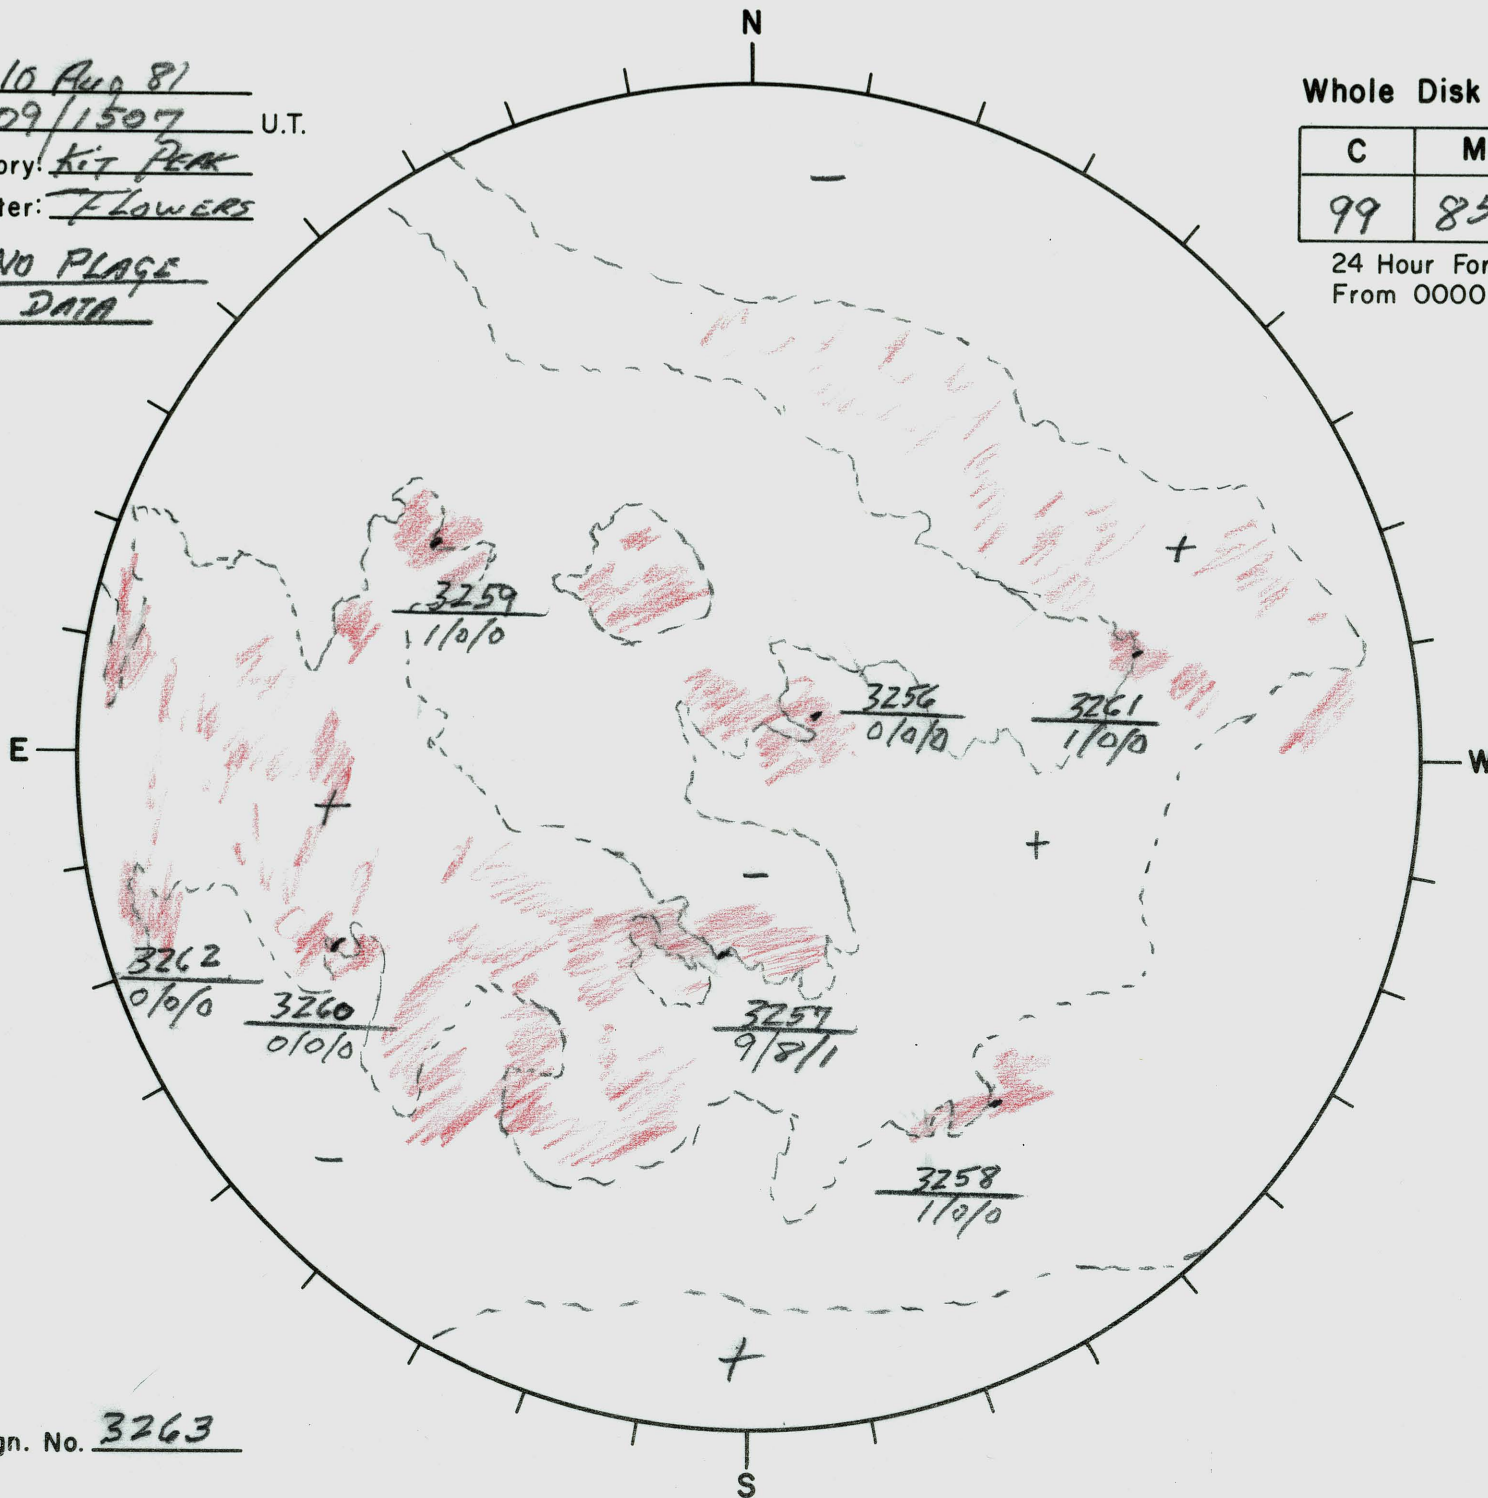 N
10 Aug 81
09/1507 U.T.
ory: KIT PEAK
ter: FLOWERS
NO PLAGE
DATA
Whole Disk
C M
99 85
24 Hour For
From 0000
−
+
3259
1/0/0
3256
0/0/0
3261
1/0/0
E
W
+
+
−
3262
0/0/0
3260
0/0/0
3257
9/8/1
−
3258
1/0/0
+
gn. No. 3263
S